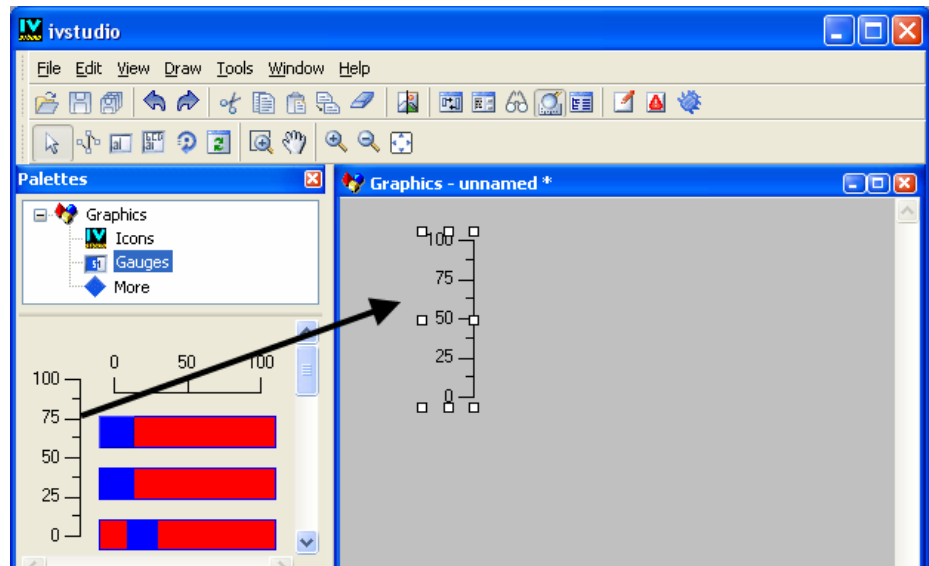 ivstudio
File Edit View Draw Tools Window Help
Palettes
Graphics
Icons
Gauges
More
0 50 100
100
75
50
25
0
Graphics - unnamed *
100
75
50
25
0